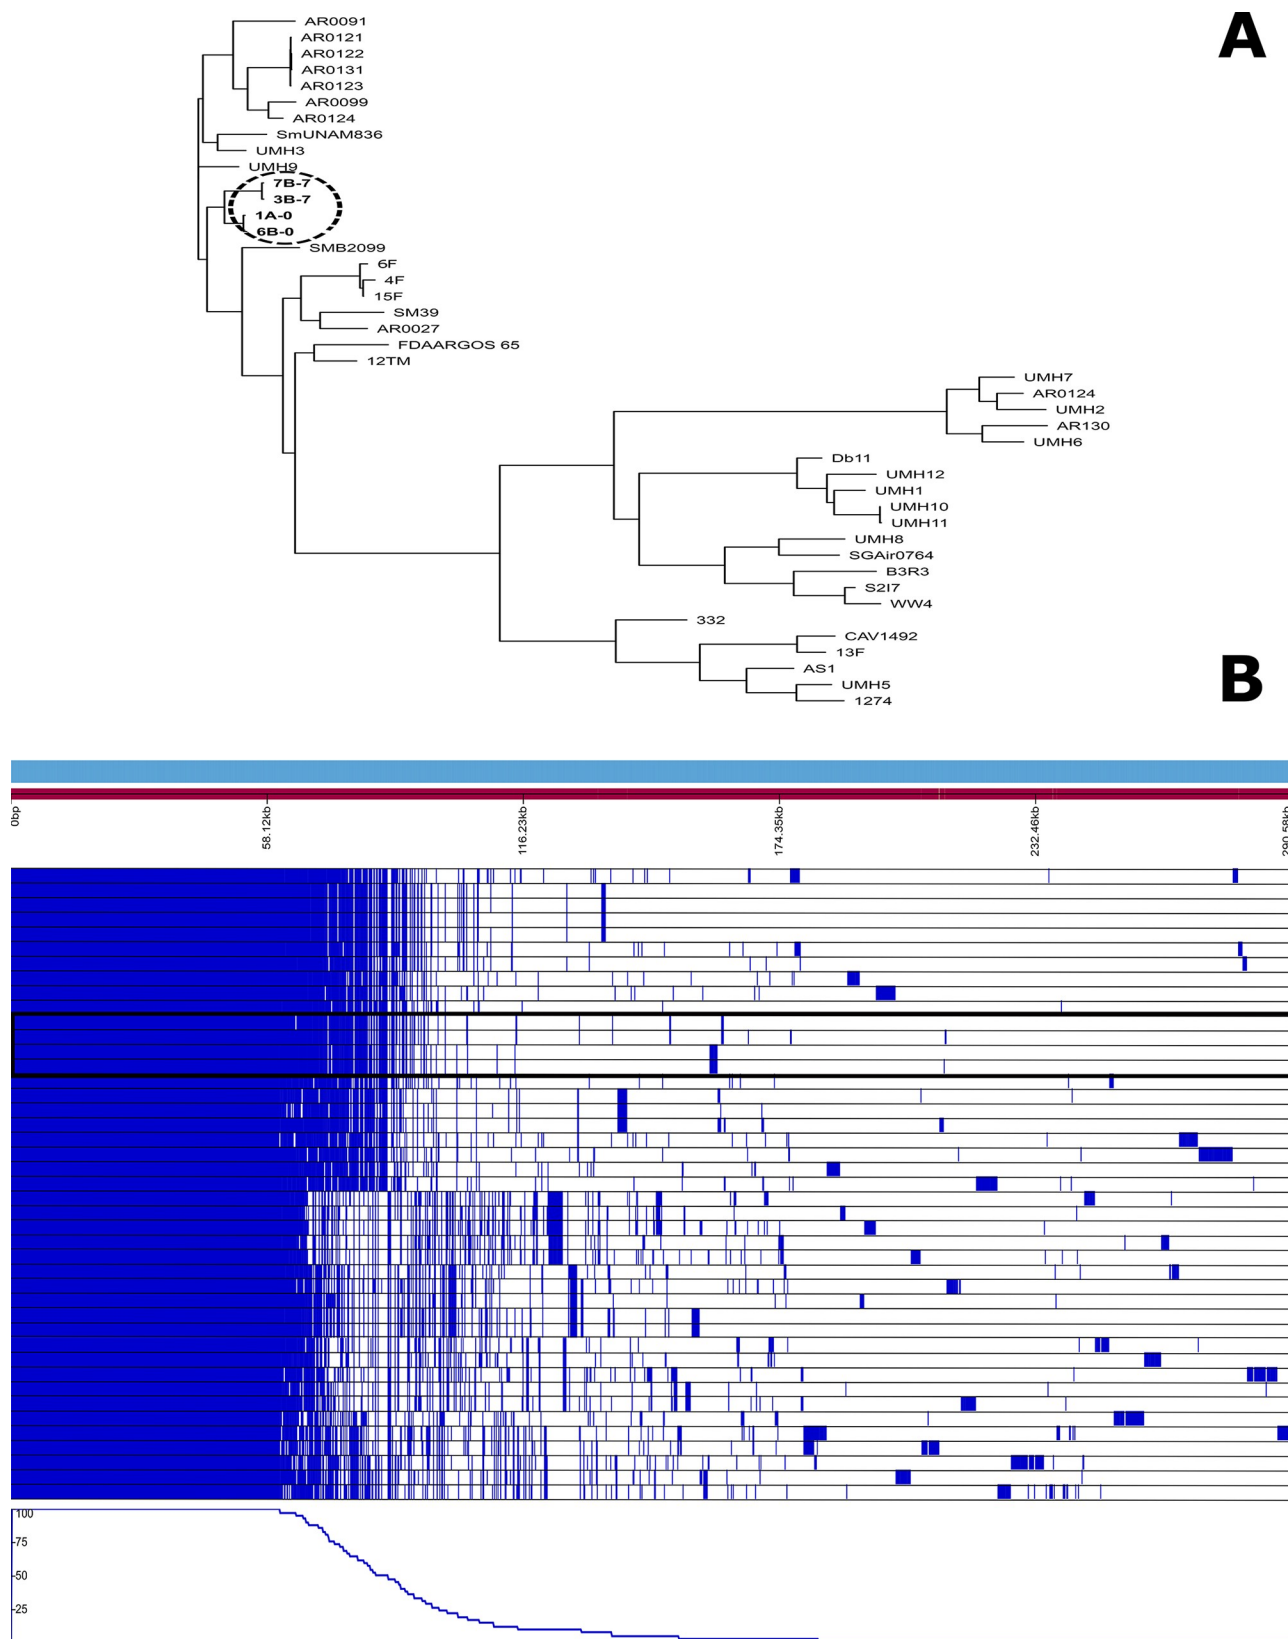 A
AR0091
AR0121
AR0122
AR0131
AR0123
AR0099
AR0124
SmUNAM836
UMH3
UMH9
7B-7
3B-7
1A-0
6B-0
SMB2099
6F
4F
15F
SM39
AR0027
FDAARGOS 65
12TM
UMH7
AR0124
UMH2
AR130
UMH6
Db11
UMH12
UMH1
UMH10
UMH11
UMH8
SGAir0764
B3R3
S2I7
WW4
332
CAV1492
13F
AS1
UMH5
1274
B
0bp
58.12kb
116.23kb
174.35kb
232.46kb
290.58kb
100
75
50
25